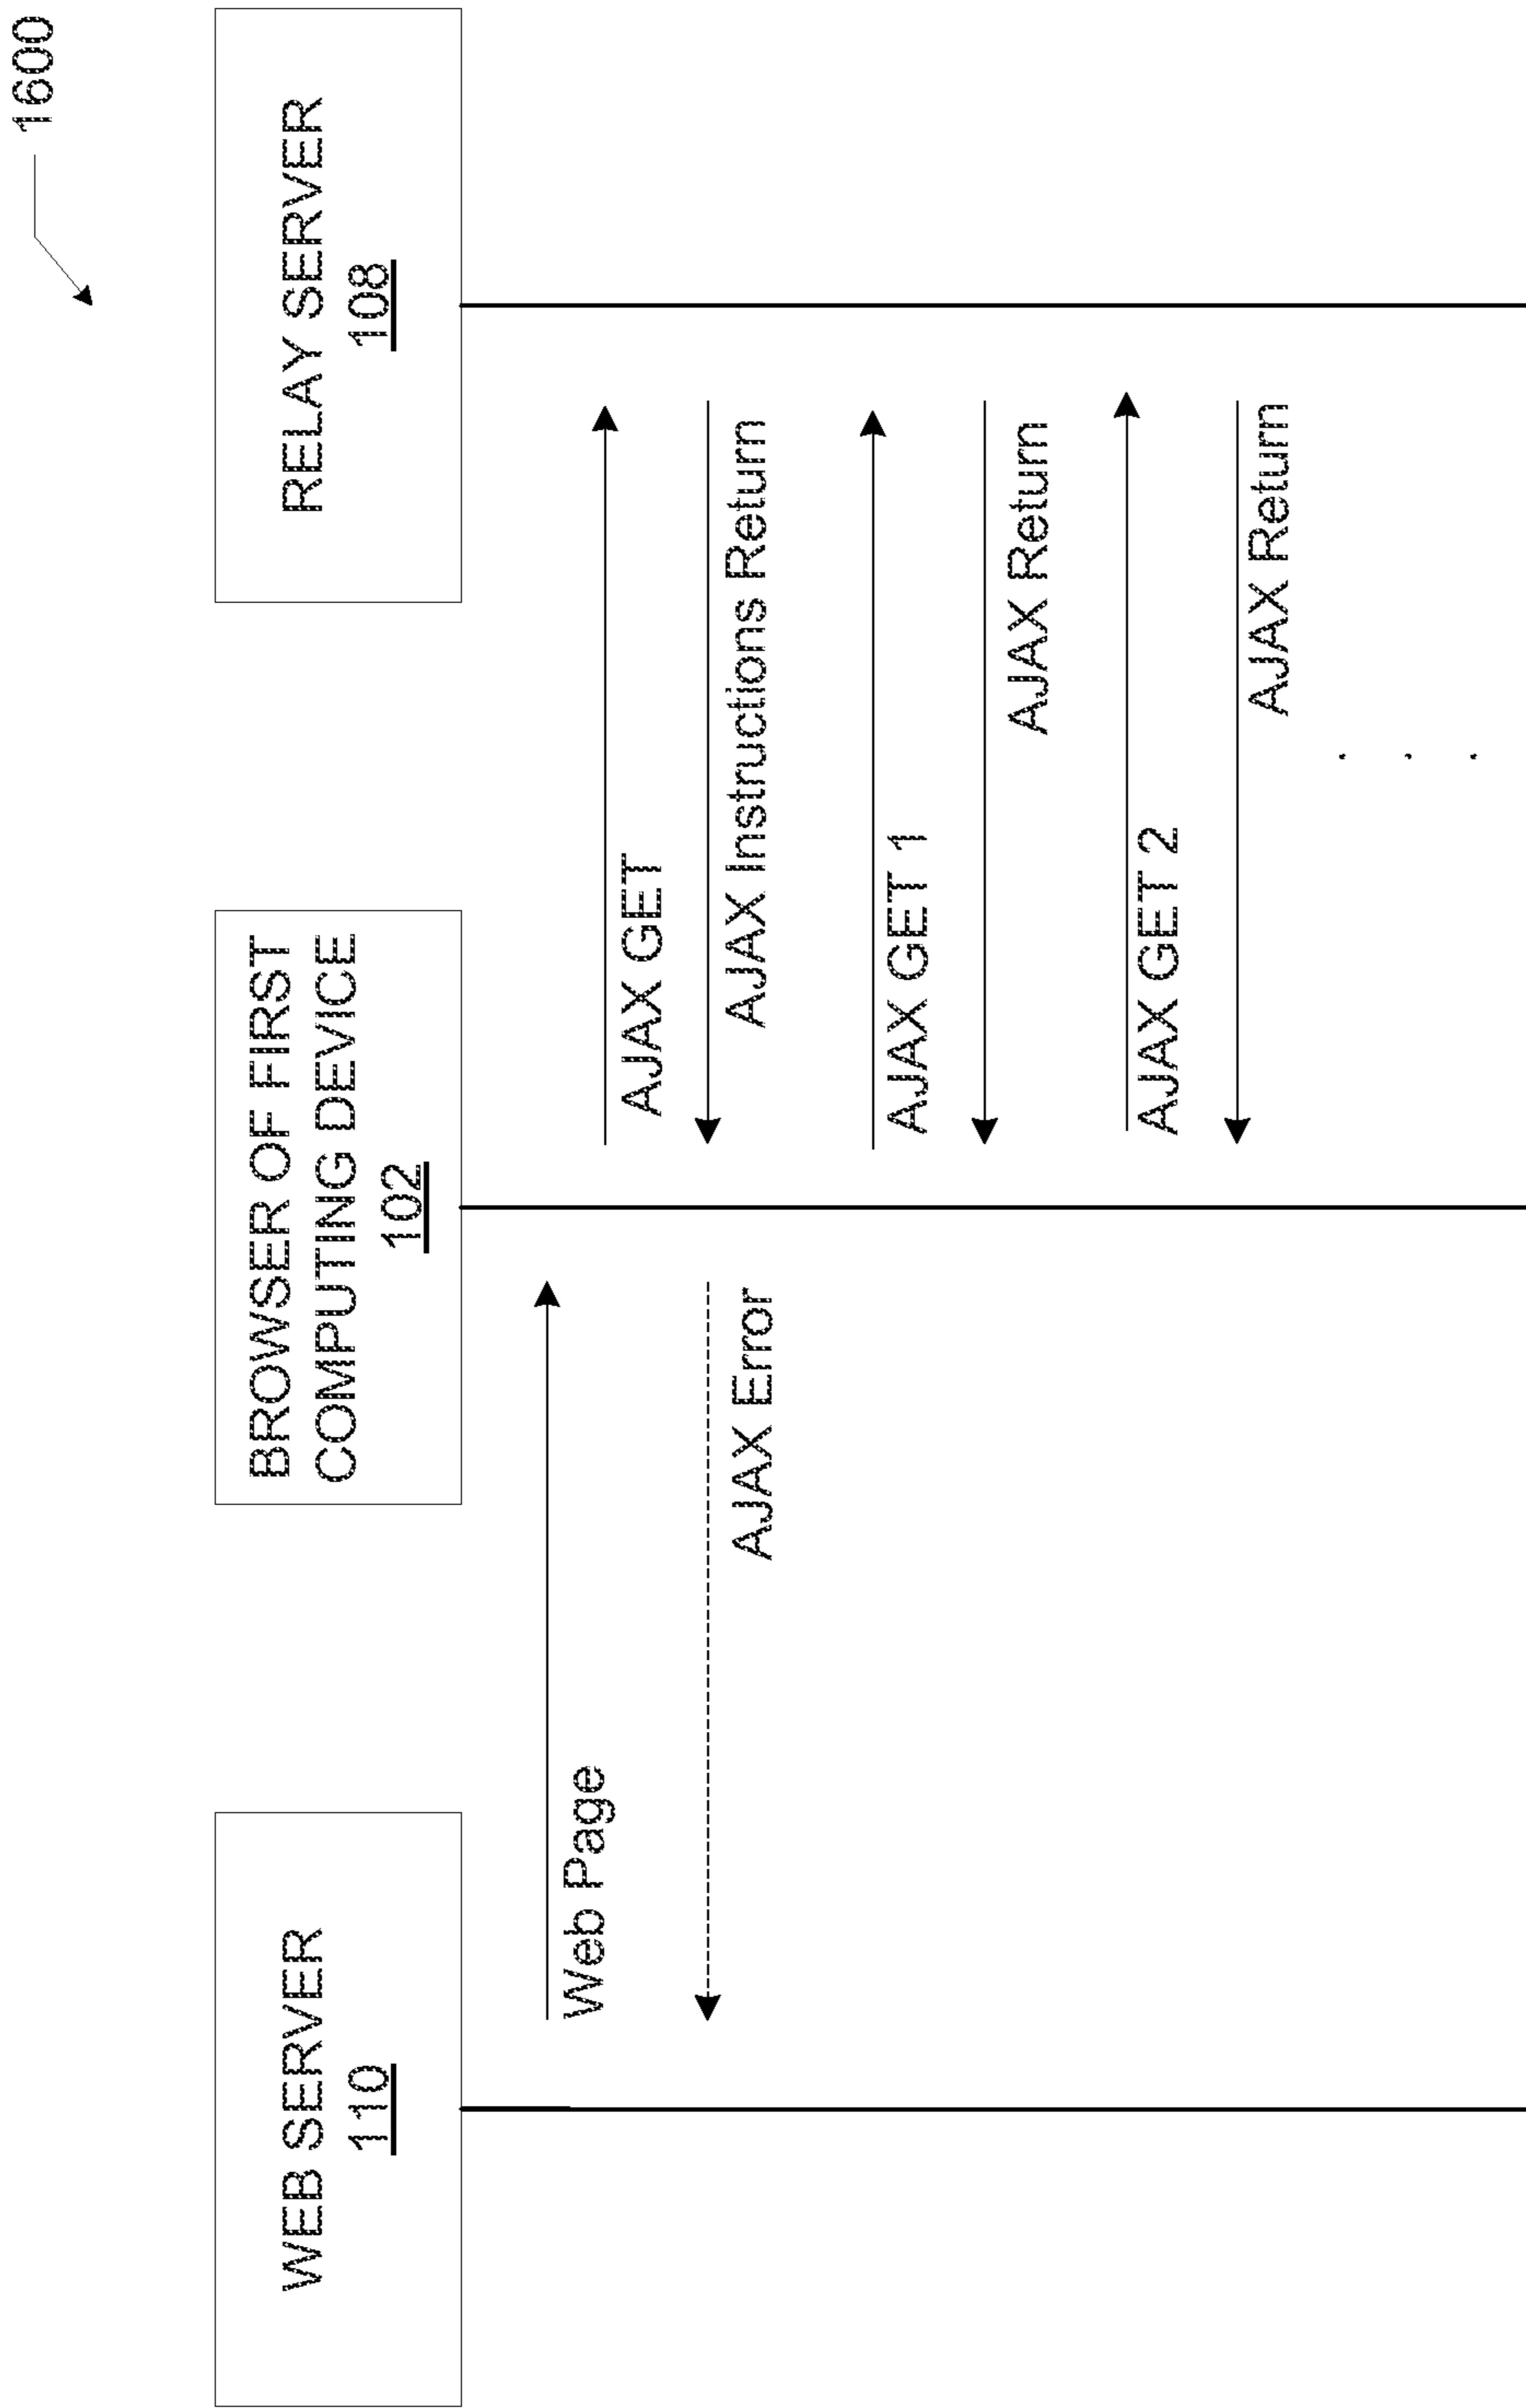 1600
WEB SERVER
110
BROWSER OF FIRST
COMPUTING DEVICE
102
RELAY SERVER
108
Web Page
AJAX GET
AJAX Error
AJAX Instructions Return
AJAX GET 1
AJAX Return
AJAX GET 2
AJAX Return
. . .